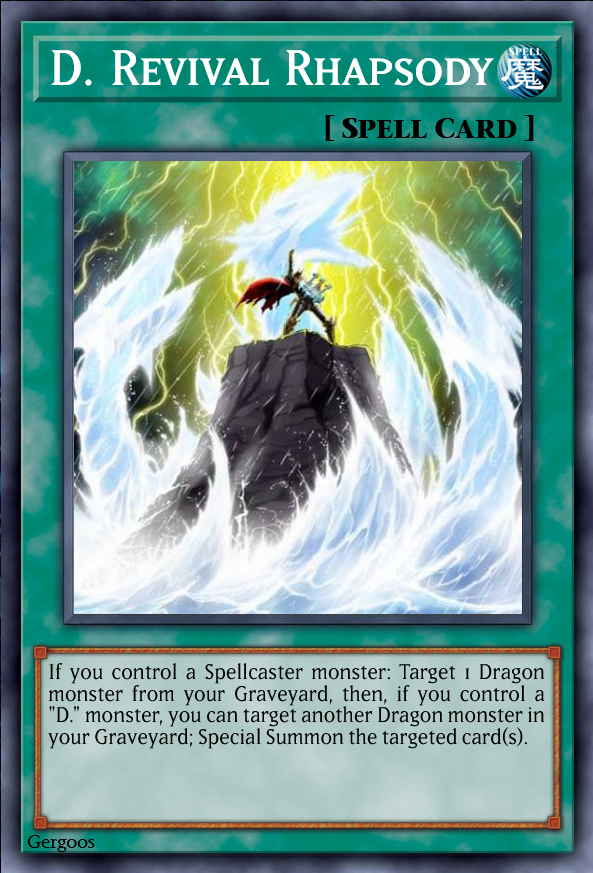 D. Revival Rhapsody
SPELL
魔
[ Spell Card ]
If you control a Spellcaster monster: Target 1 Dragon
monster from your Graveyard, then, if you control a
"D." monster, you can target another Dragon monster in
your Graveyard; Special Summon the targeted card(s).
Gergoos